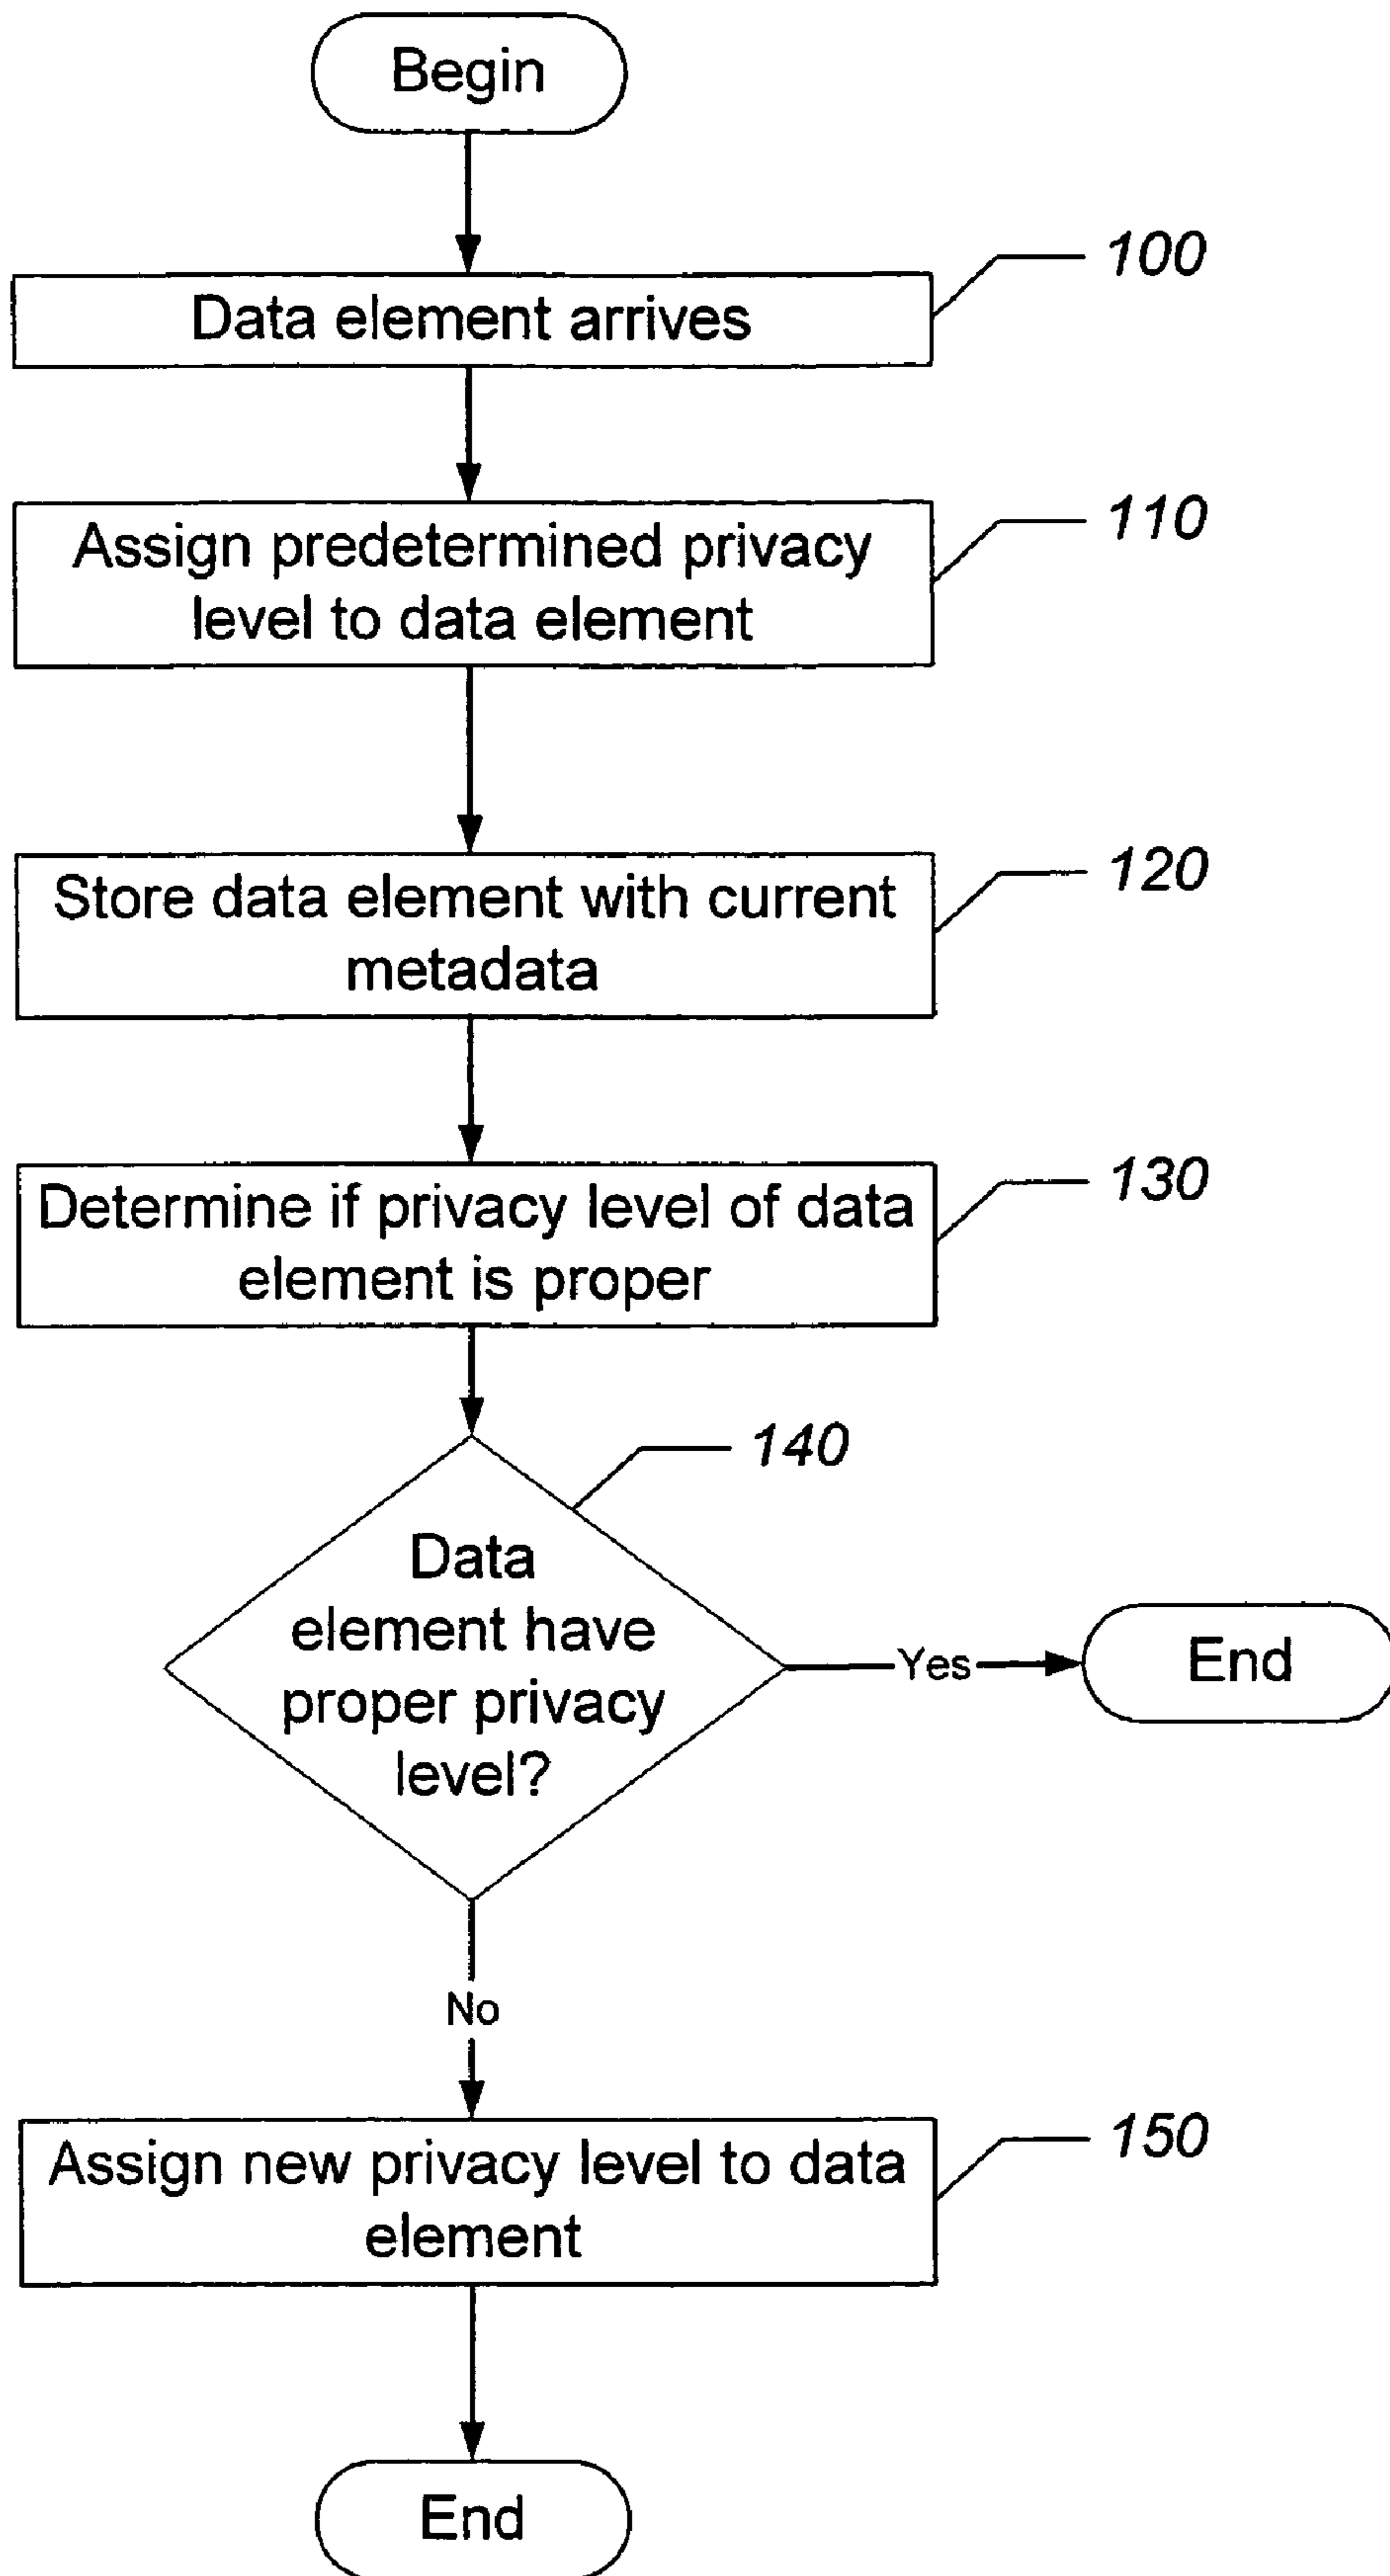 Begin
100
Data element arrives
110
Assign predetermined privacy
level to data element
120
Store data element with current
metadata
130
Determine if privacy level of data
element is proper
140
Data
element have
proper privacy
level?
Yes
End
No
150
Assign new privacy level to data
element
End